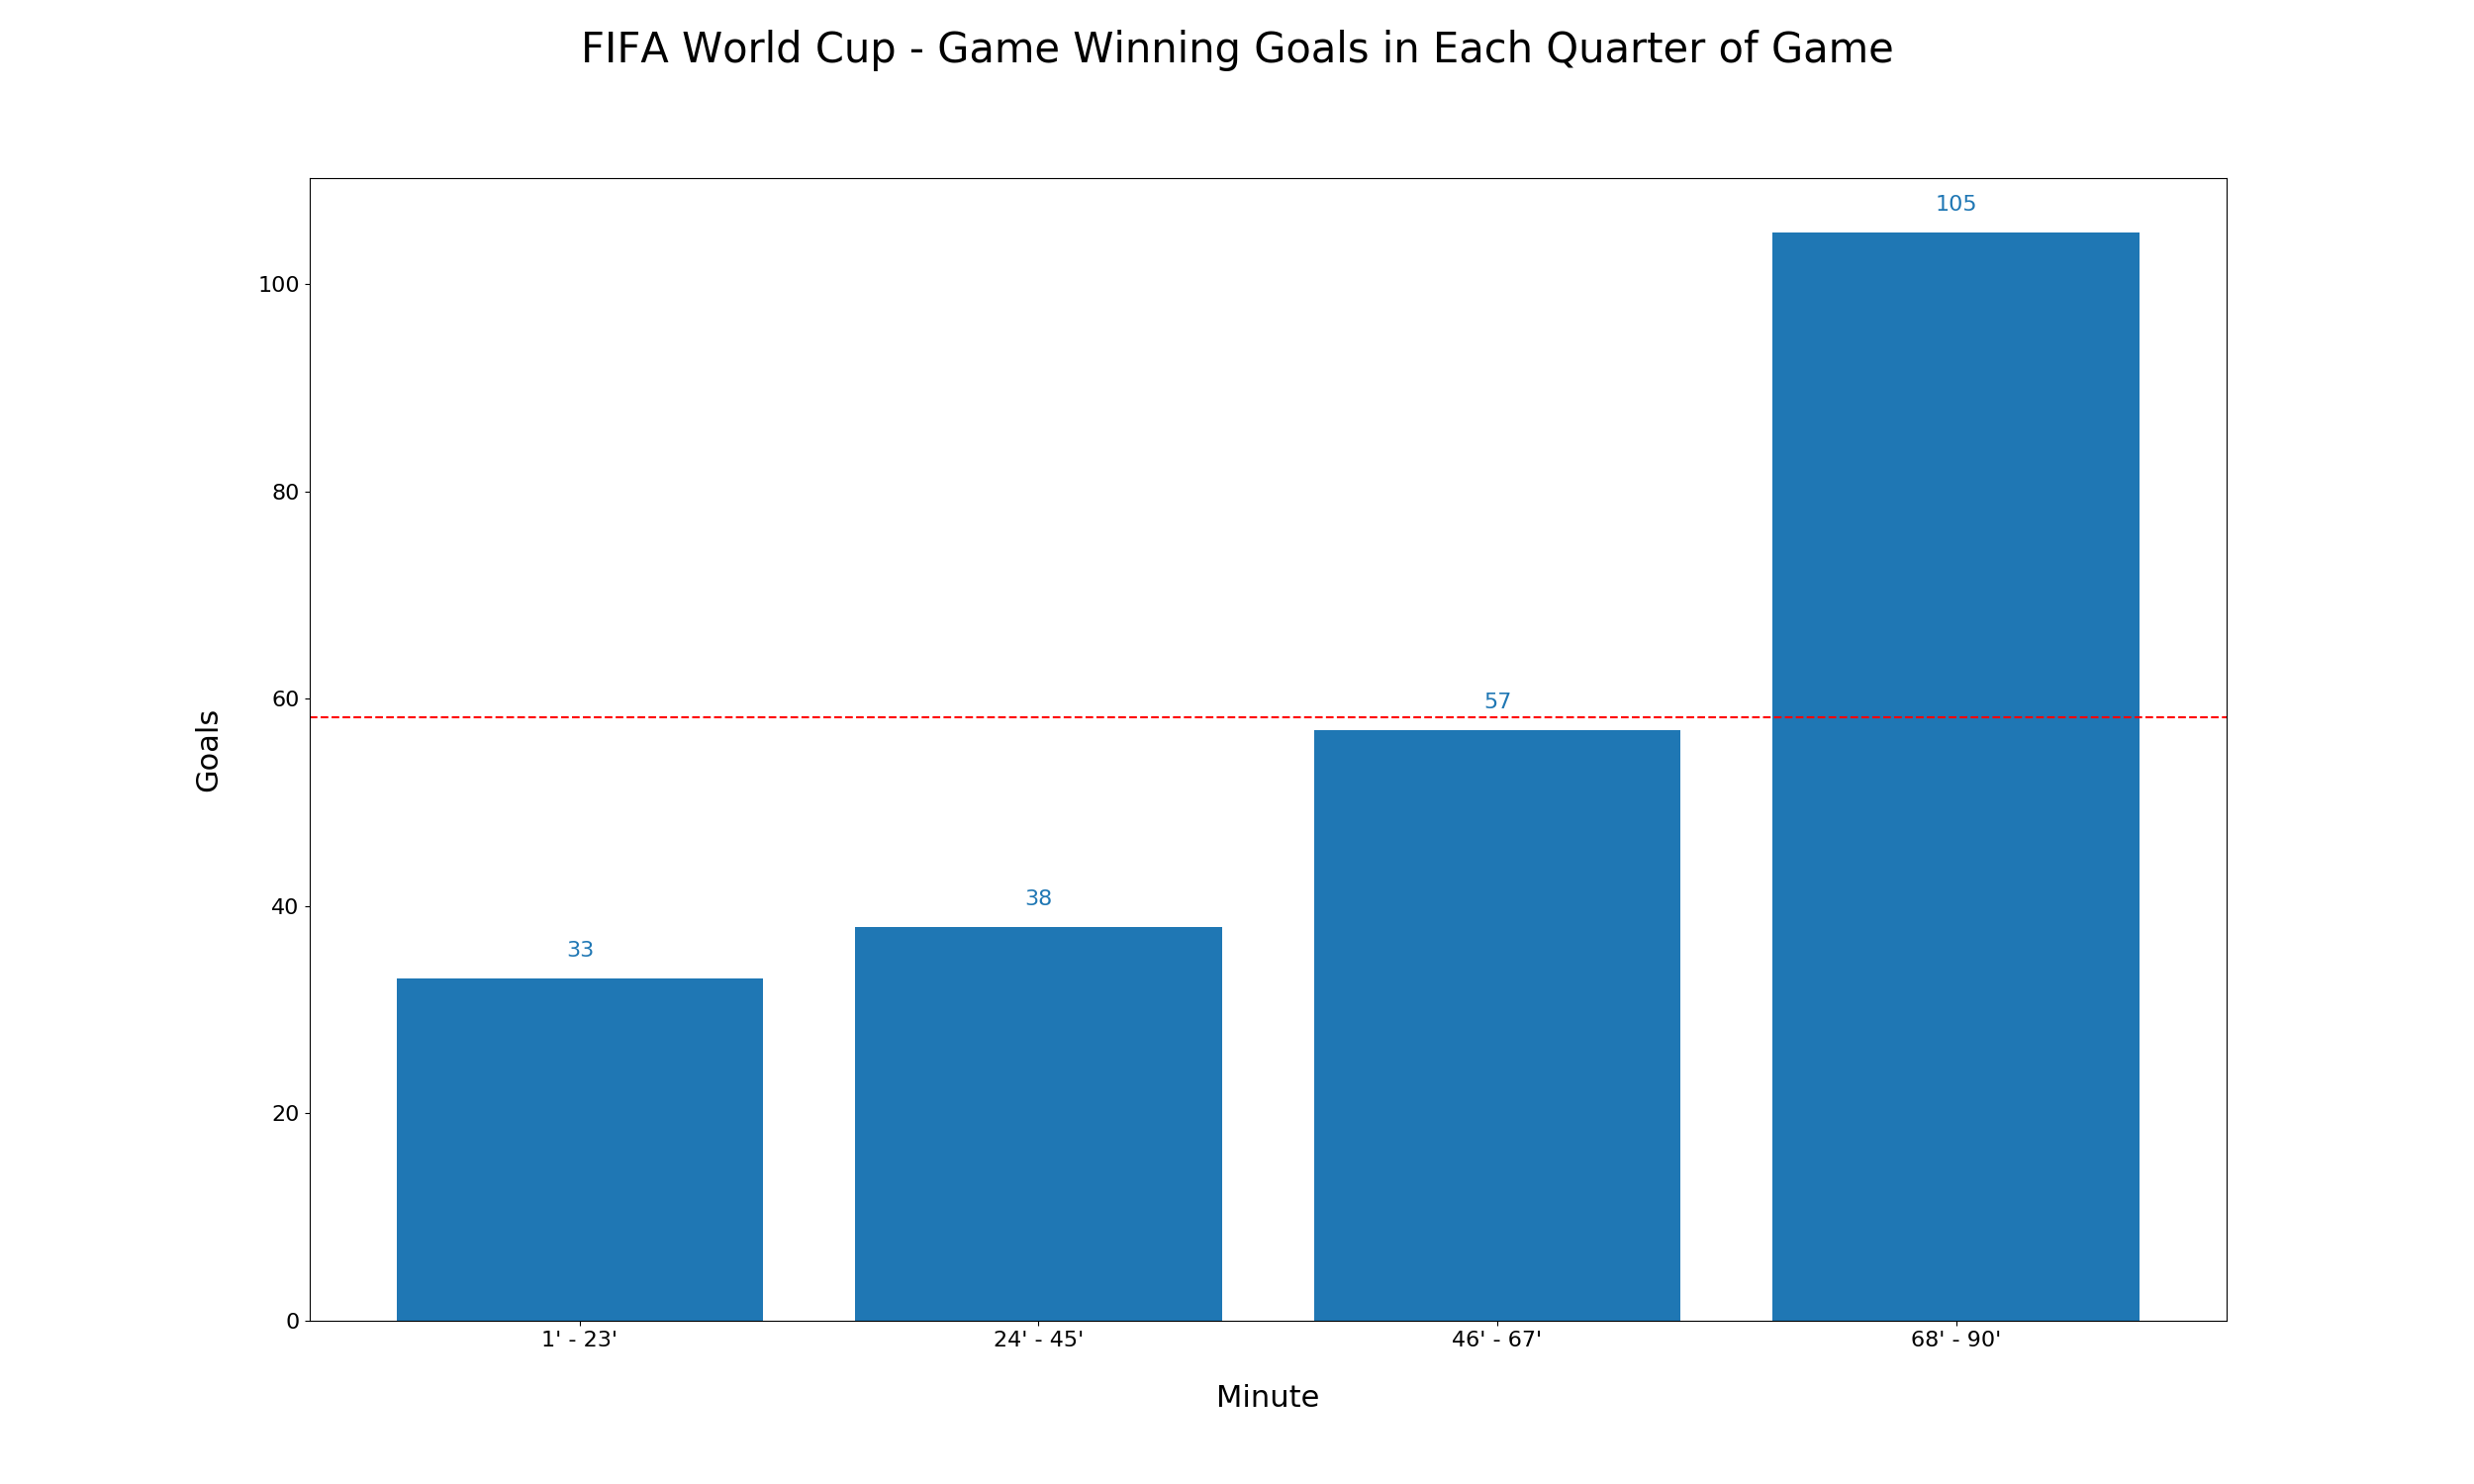 FIFA World Cup - Game Winning Goals in Each Quarter of Game
105
100
80
60
57
Goals
40
38
33
20
0
1' - 23' 24' - 45' 46' - 67' 68' - 90'
Minute